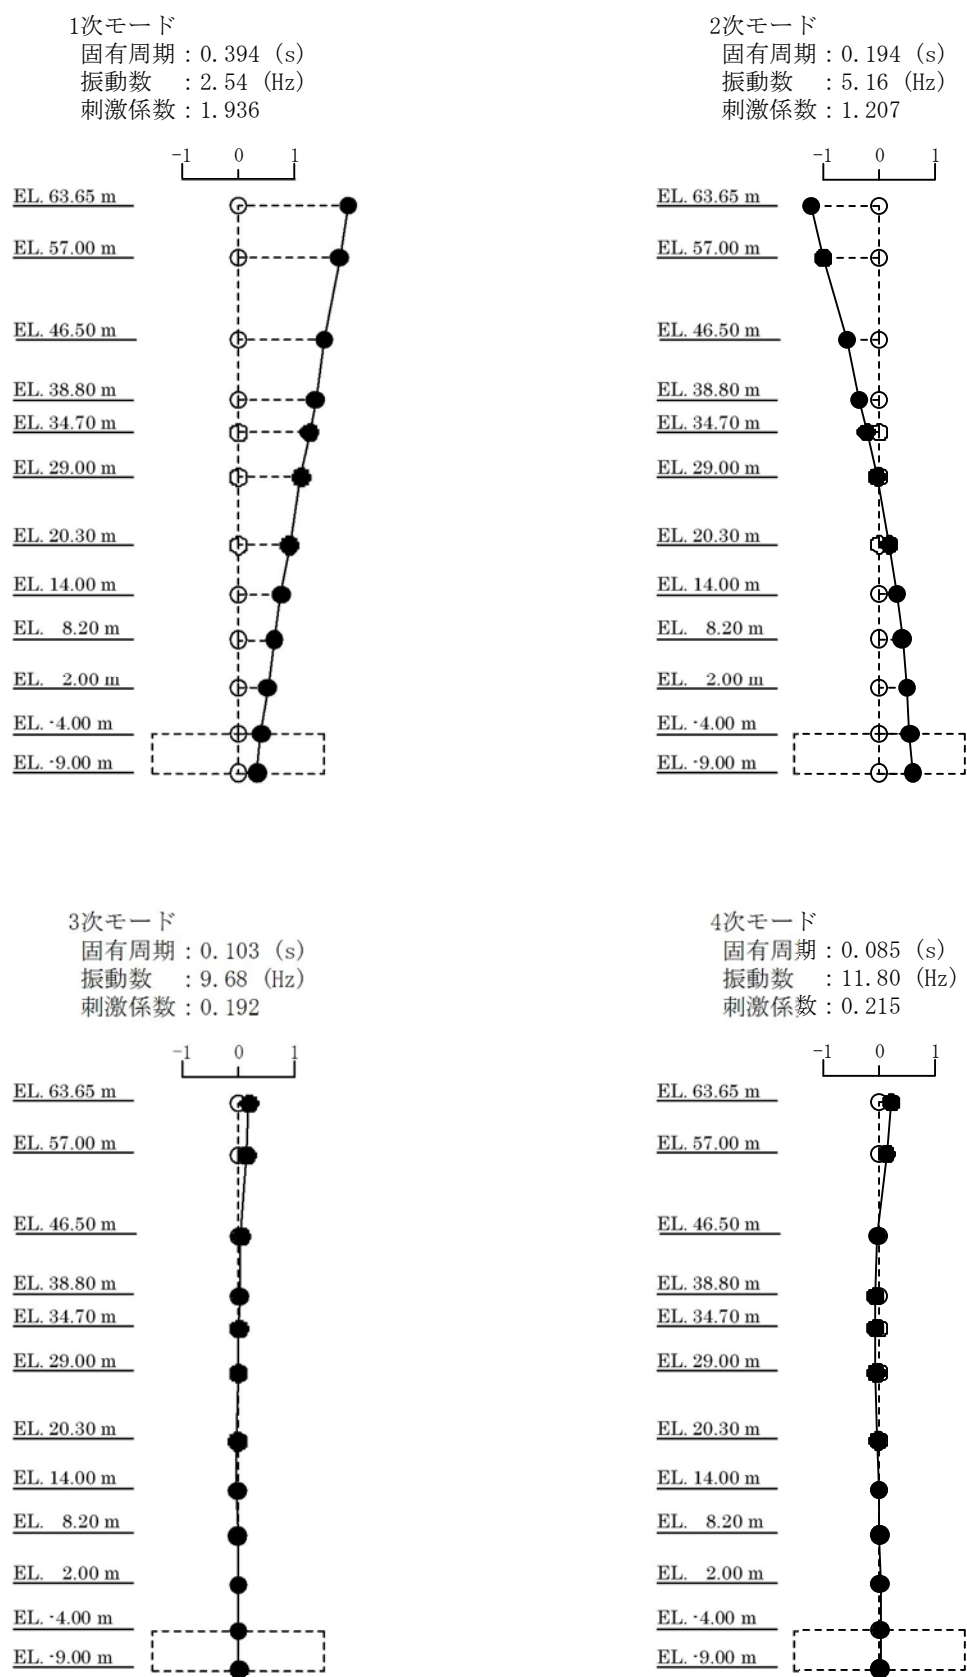 1次モード
固有周期：0.394 (s)
振動数　：2.54 (Hz)
刺激係数：1.936
-1 0 1
EL. 63.65 m
EL. 57.00 m
EL. 46.50 m
EL. 38.80 m
EL. 34.70 m
EL. 29.00 m
EL. 20.30 m
EL. 14.00 m
EL. 8.20 m
EL. 2.00 m
EL. -4.00 m
EL. -9.00 m
2次モード
固有周期：0.194 (s)
振動数　：5.16 (Hz)
刺激係数：1.207
-1 0 1
EL. 63.65 m
EL. 57.00 m
EL. 46.50 m
EL. 38.80 m
EL. 34.70 m
EL. 29.00 m
EL. 20.30 m
EL. 14.00 m
EL. 8.20 m
EL. 2.00 m
EL. -4.00 m
EL. -9.00 m
3次モード
固有周期：0.103 (s)
振動数　：9.68 (Hz)
刺激係数：0.192
-1 0 1
EL. 63.65 m
EL. 57.00 m
EL. 46.50 m
EL. 38.80 m
EL. 34.70 m
EL. 29.00 m
EL. 20.30 m
EL. 14.00 m
EL. 8.20 m
EL. 2.00 m
EL. -4.00 m
EL. -9.00 m
4次モード
固有周期：0.085 (s)
振動数　：11.80 (Hz)
刺激係数：0.215
-1 0 1
EL. 63.65 m
EL. 57.00 m
EL. 46.50 m
EL. 38.80 m
EL. 34.70 m
EL. 29.00 m
EL. 20.30 m
EL. 14.00 m
EL. 8.20 m
EL. 2.00 m
EL. -4.00 m
EL. -9.00 m